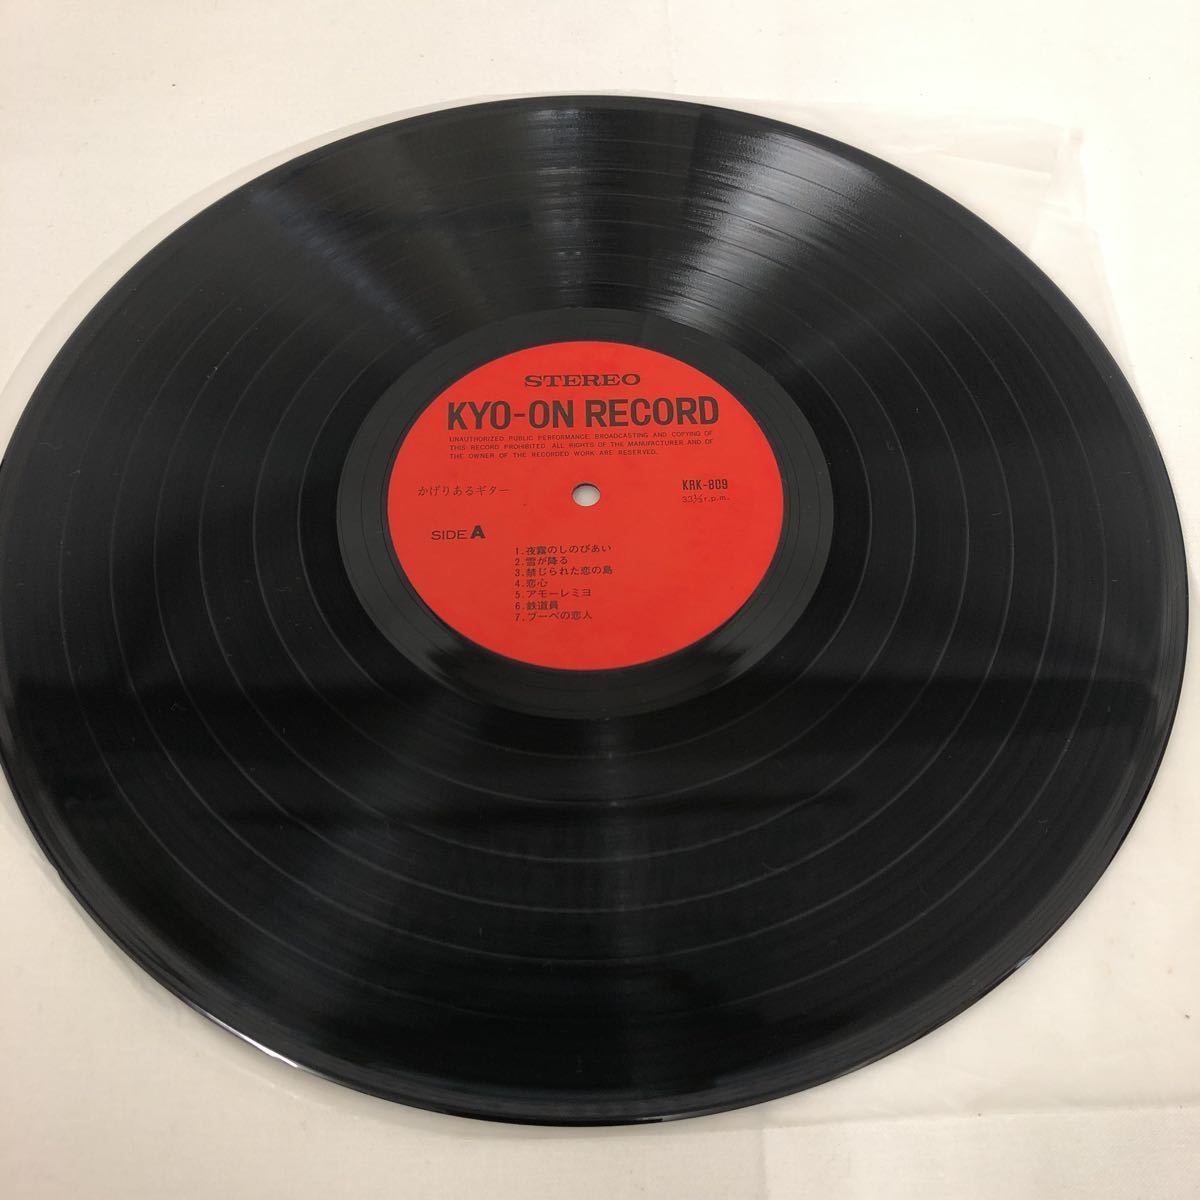 STEREO
KYO-ON RECORD
UNAUTHORIZED PUBLIC PERFORMANCE BROADCASTING AND COPYING OF
THIS RECORD PROHIBITED. ALL RIGHTS OF THE MANUFACTURER AND OF
THE OWNER OF THE RECORDED WORK ARE RESERVED.
かげりあるギター
KRK-809
33⅓r.p.m.
SIDE A
1.夜霧のしのびあい
2.雪が降る
3.禁じられた恋の島
4.恋心
5.アモーレミヨ
6.鉄道員
7.ブーベの恋人